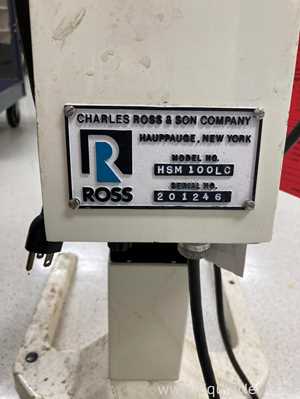 CHARLES ROSS & SON COMPANY
HAUPPAUGE, NEW YORK
MODEL NO.
HSM 100LC
SERIAL NO.
201246
R
ROSS